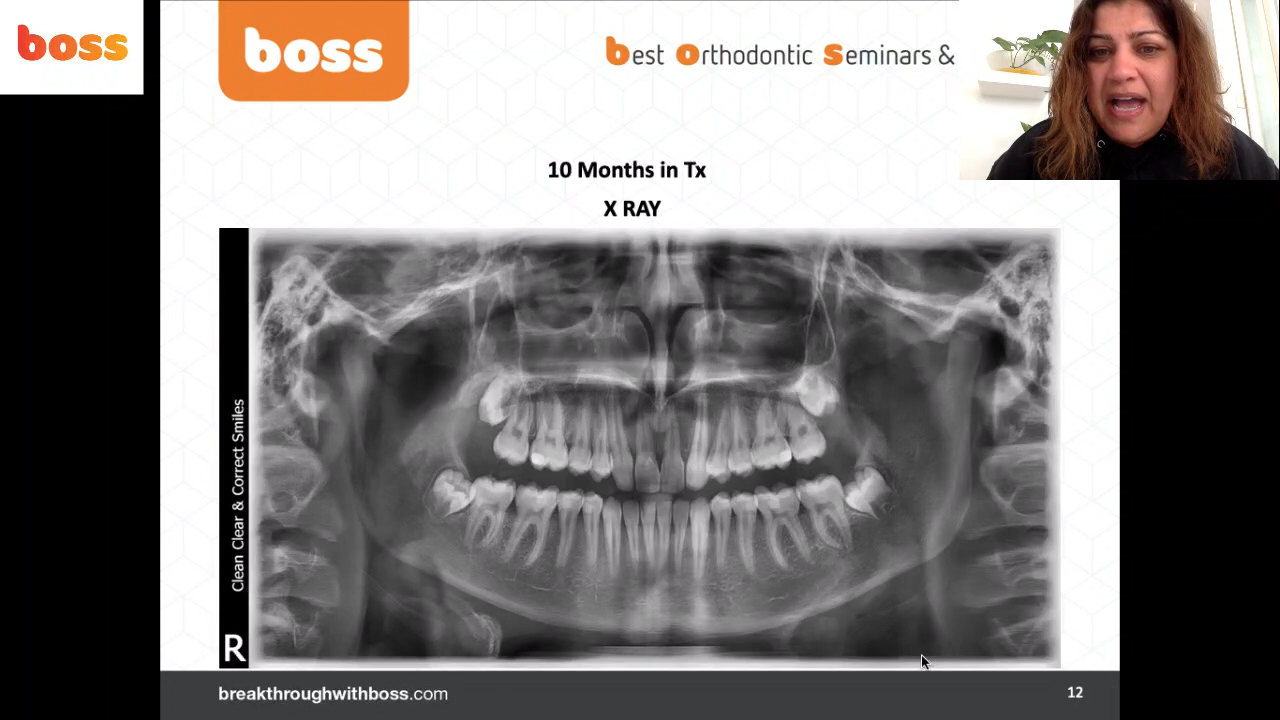 boss
boss
Best Orthodontic Seminars &
10 Months in Tx
X RAY
Clean Clear & Correct Smiles
R
breakthroughwithboss.com
12